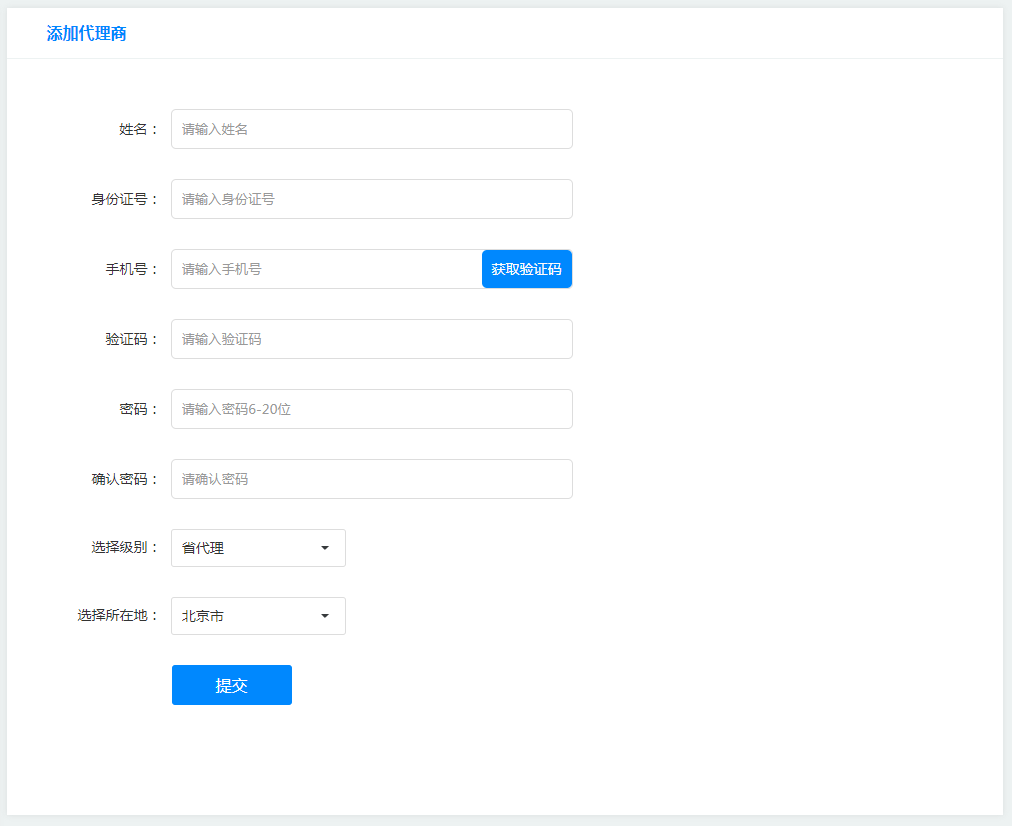 添加代理商
姓名： 请输入姓名
身份证号： 请输入身份证号
手机号： 请输入手机号 获取验证码
验证码： 请输入验证码
密码： 请输入密码6-20位
确认密码： 请确认密码
选择级别： 省代理
选择所在地： 北京市
提交